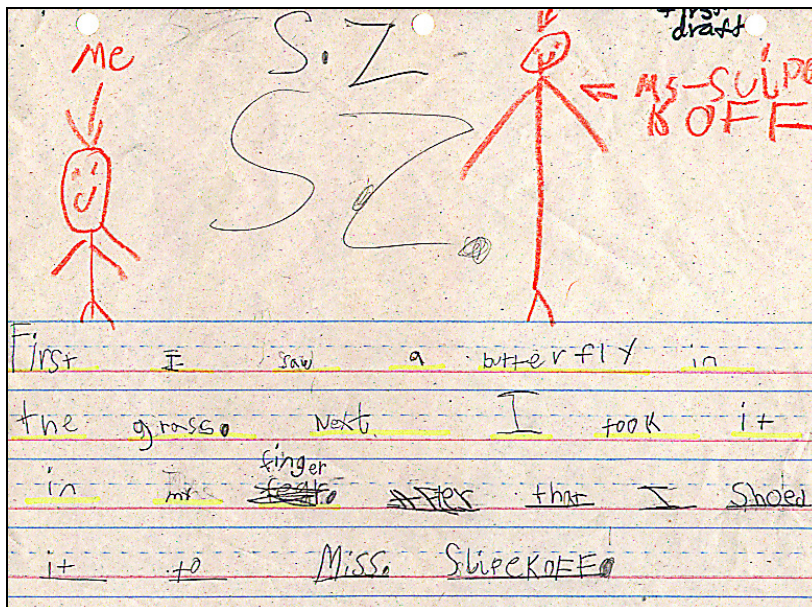 first
draft
Me
S.Z
S.Z.
MS-SULPE
KOFF
First I saw a butterfly in
the grass. Next I took it
in my finger. After that I Shoed
it to Miss. SLIPEKOFF.